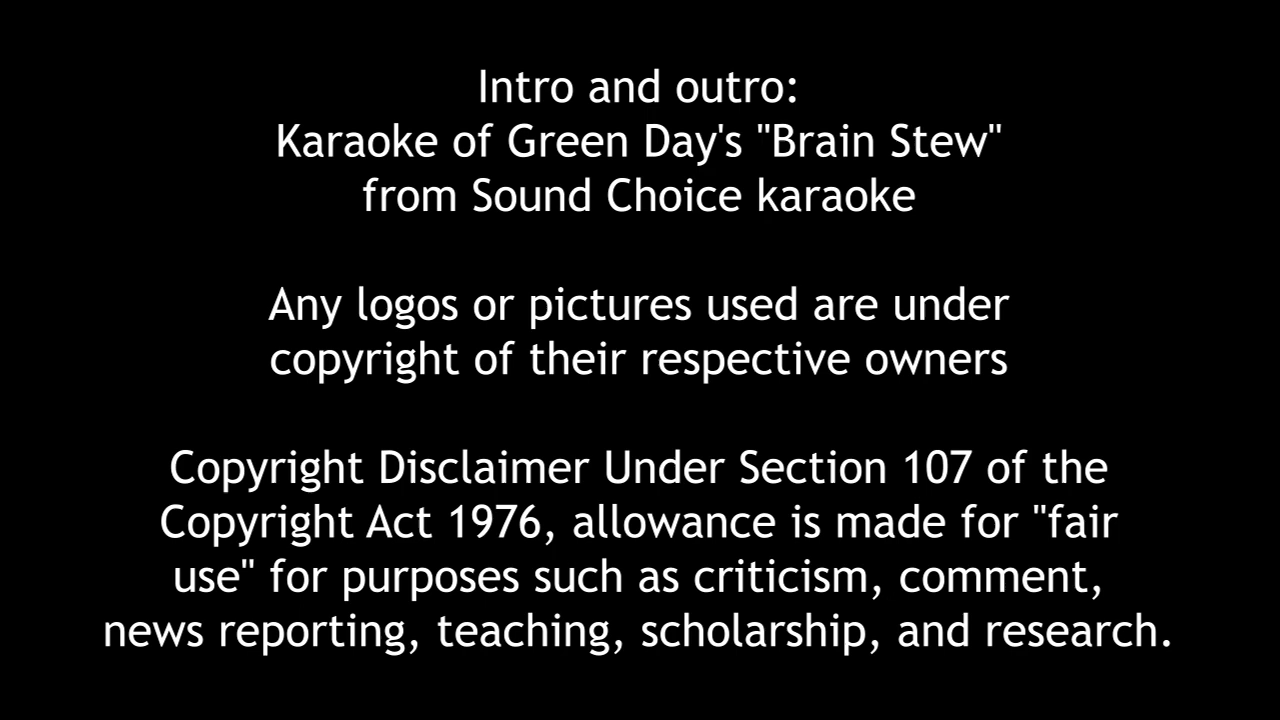 Intro and outro:
Karaoke of Green Day's "Brain Stew"
from Sound Choice karaoke
Any logos or pictures used are under
copyright of their respective owners
Copyright Disclaimer Under Section 107 of the
Copyright Act 1976, allowance is made for "fair
use" for purposes such as criticism, comment,
news reporting, teaching, scholarship, and research.